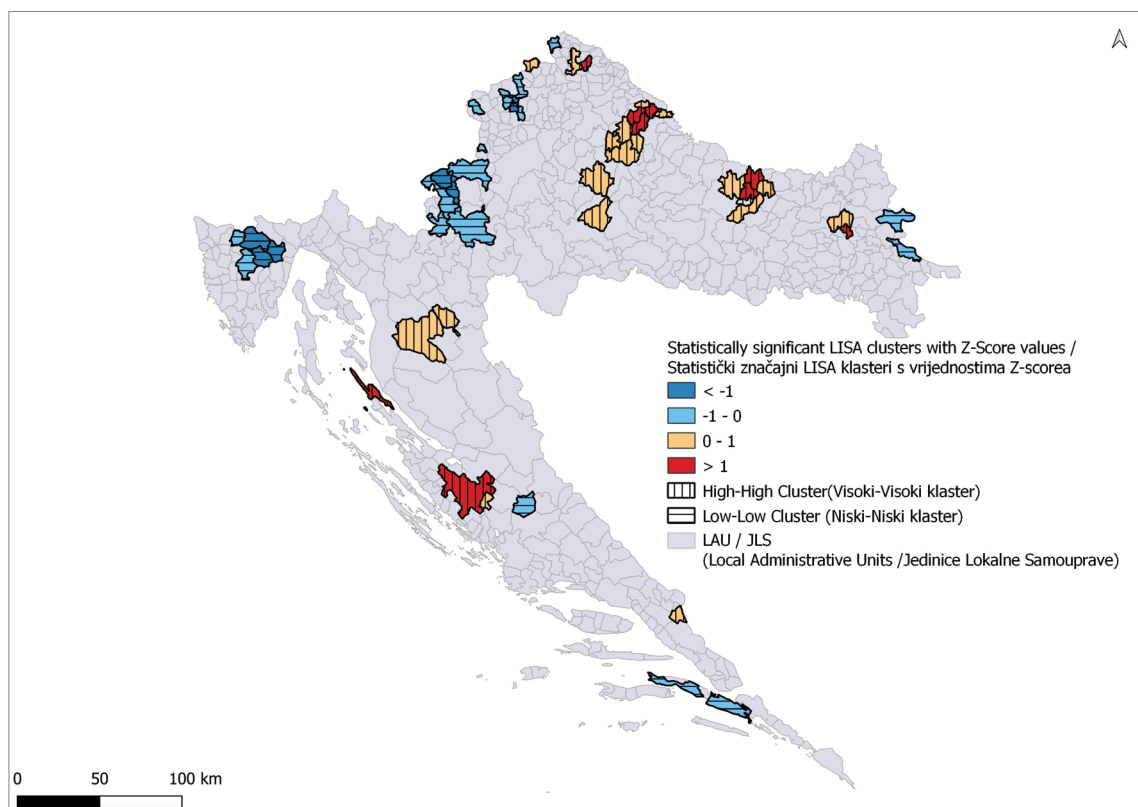 Statistically significant LISA clusters with Z-Score values /
Statistički značajni LISA klasteri s vrijednostima Z-scorea
< -1
-1 - 0
0 - 1
> 1
High-High Cluster(Visoki-Visoki klaster)
Low-Low Cluster (Niski-Niski klaster)
LAU / JLS
(Local Administrative Units /Jedinice Lokalne Samouprave)
0 50 100 km